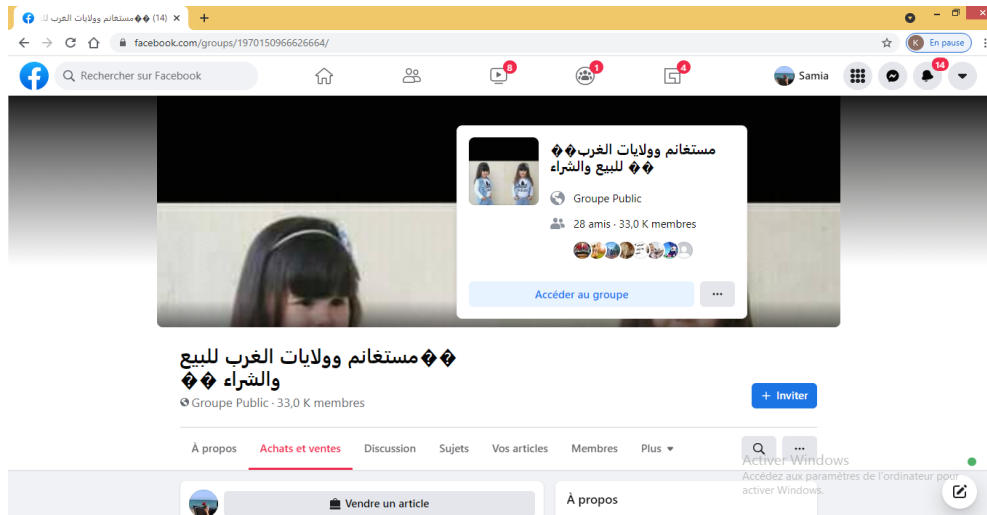 (14) ��مستغانم وولايات الغرب للـ
facebook.com/groups/1970150966626664/
K En pause
Rechercher sur Facebook
8
1
4
Samia
14
مستغانم وولايات الغرب��
�� للبيع والشراء
Groupe Public
28 amis · 33,0 K membres
Accéder au groupe
��مستغانم وولايات الغرب للبيع
والشراء ��
Groupe Public · 33,0 K membres
+ Inviter
À propos Achats et ventes Discussion Sujets Vos articles Membres Plus
Activer Windows
Accédez aux paramètres de l'ordinateur pour
activer Windows.
Vendre un article
À propos